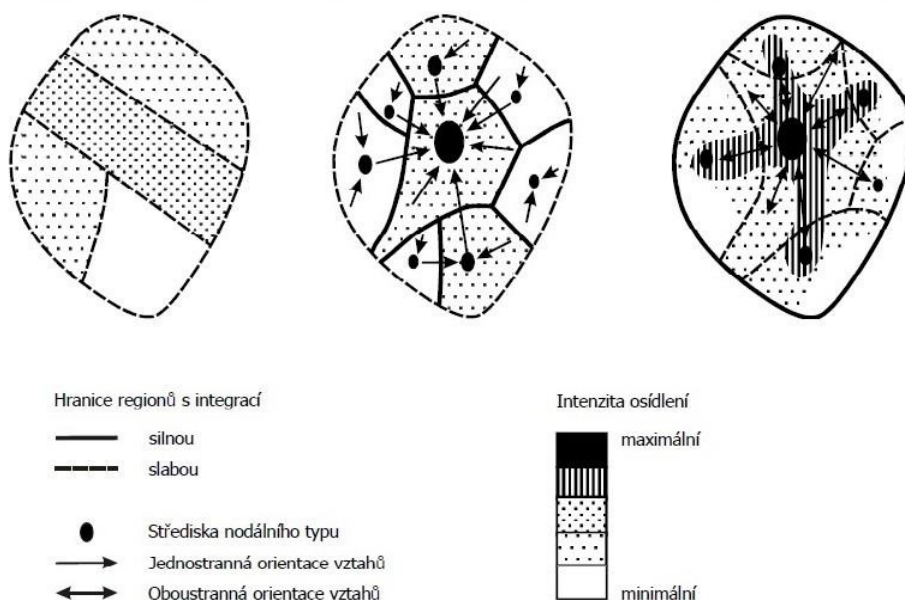 Hranice regionů s integrací
silnou
slabou
Střediska nodálního typu
Jednostranná orientace vztahů
Oboustranná orientace vztahů
Intenzita osídlení
maximální
minimální